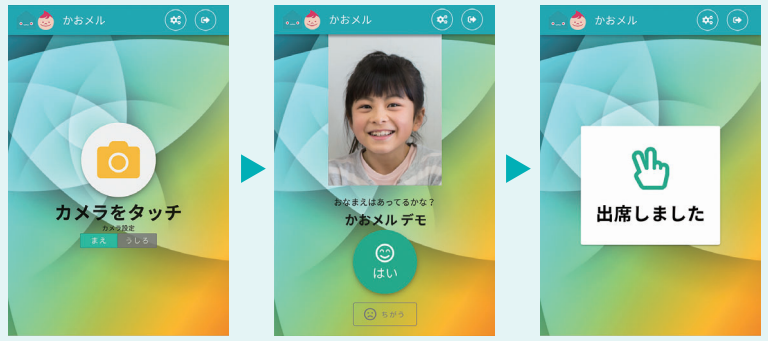 かおメル
カメラをタッチ
カメラ設定
まえ うしろ
かおメル
おなまえはあってるかな？
かおメル デモ
はい
ちがう
かおメル
出席しました